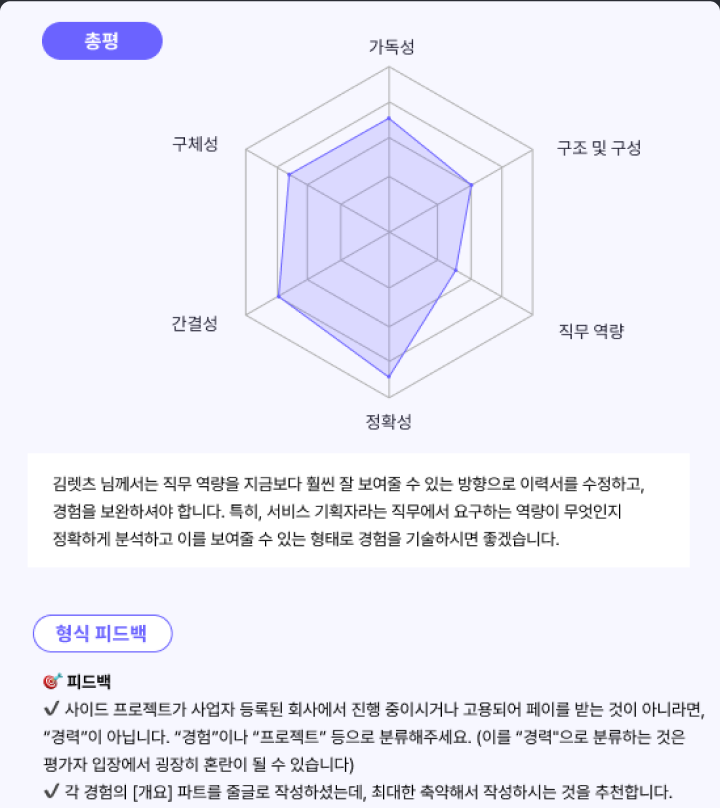 총평
가독성
구체성
구조 및 구성
간결성
직무 역량
정확성
김렛츠 님께서는 직무 역량을 지금보다 훨씬 잘 보여줄 수 있는 방향으로 이력서를 수정하고,
경험을 보완하셔야 합니다. 특히, 서비스 기획자라는 직무에서 요구하는 역량이 무엇인지
정확하게 분석하고 이를 보여줄 수 있는 형태로 경험을 기술하시면 좋겠습니다.
형식 피드백
🎯 피드백
✔ 사이드 프로젝트가 사업자 등록된 회사에서 진행 중이시거나 고용되어 페이를 받는 것이 아니라면,
“경력”이 아닙니다. “경험”이나 “프로젝트” 등으로 분류해주세요. (이를 “경력"으로 분류하는 것은
평가자 입장에서 굉장히 혼란이 될 수 있습니다)
✔ 각 경험의 [개요] 파트를 줄글로 작성하셨는데, 최대한 축약해서 작성하시는 것을 추천합니다.